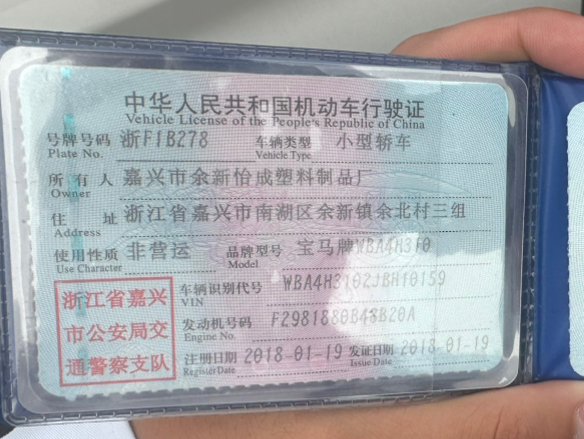 中华人民共和国机动车行驶证
Vehicle License of the People's Republic of China
号牌号码 浙F1B278 车辆类型 小型轿车
Plate No. Vehicle Type
所有人 嘉兴市余新怡成塑料制品厂
Owner
住址 浙江省嘉兴市南湖区余新镇余北村三组
Address
使用性质 非营运 品牌型号 宝马牌WBA4H310
Use Character Model
浙江省嘉兴
市公安局交
通警察支队
车辆识别代号 WBA4H3102JBH10159
VIN
发动机号码 F2981880B48B20A
Engine No.
注册日期 2018-01-19 发证日期 2018-01-19
Register Date Issue Date